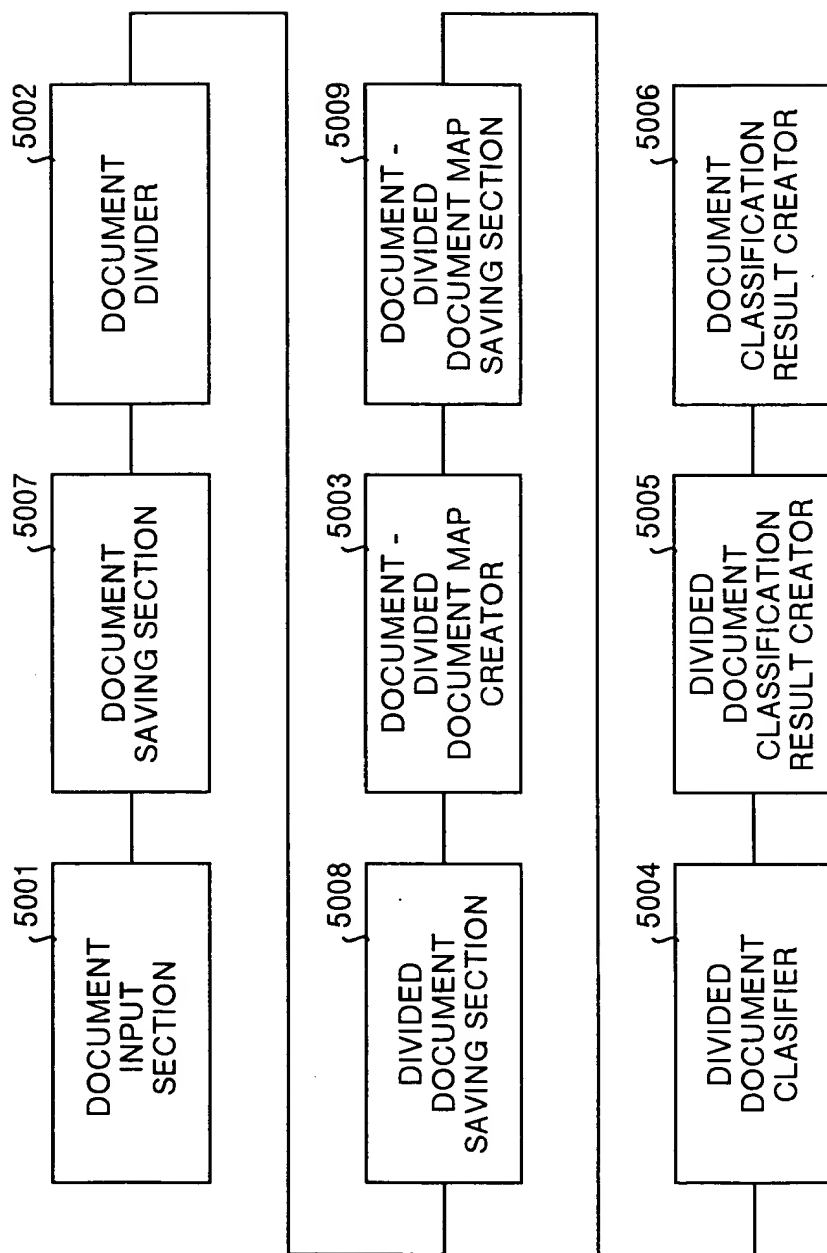 5001
DOCUMENT
INPUT
SECTION
5007
DOCUMENT
SAVING SECTION
5002
DOCUMENT
DIVIDER
5008
DIVIDED
DOCUMENT
SAVING SECTION
5003
DOCUMENT -
DIVIDED
DOCUMENT MAP
CREATOR
5009
DOCUMENT -
DIVIDED
DOCUMENT MAP
SAVING SECTION
5004
DIVIDED
DOCUMENT
CLASIFIER
5005
DIVIDED
DOCUMENT
CLASSIFICATION
RESULT CREATOR
5006
DOCUMENT
CLASSIFICATION
RESULT CREATOR